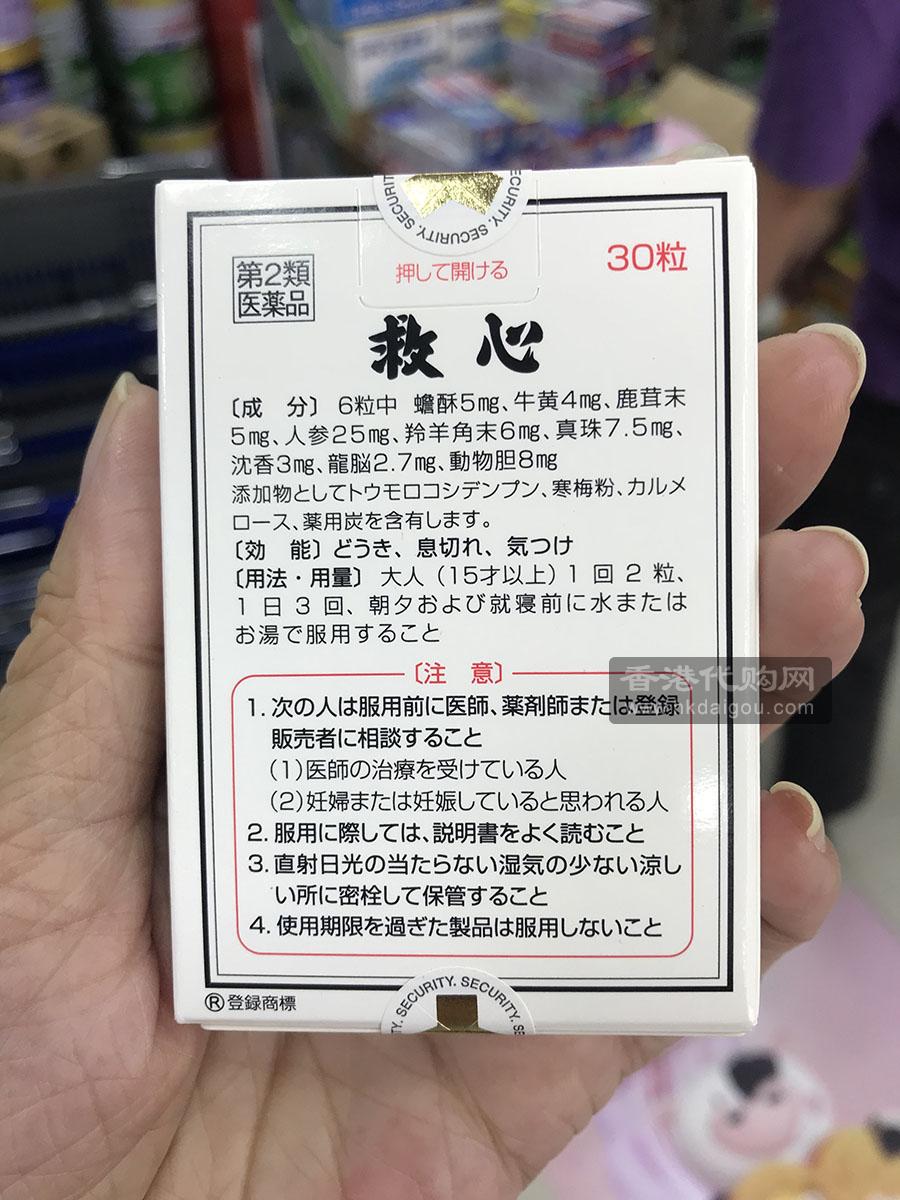 SECURITY. SECURITY. SECURITY.
押して開ける
30粒
第2類
医薬品
救心
〔成 分〕 6粒中 蟾酥5㎎、牛黄4㎎、鹿茸末
5㎎、人参25㎎、羚羊角末6㎎、真珠7.5㎎、
沈香3㎎、龍脳2.7㎎、動物胆8㎎
添加物としてトウモロコシデンプン、寒梅粉、カルメ
ロース、薬用炭を含有します。
〔効 能〕どうき、息切れ、気つけ
〔用法・用量〕 大人(15才以上)1回2粒、
1日3回、朝夕および就寝前に水または
お湯で服用すること
〔注 意〕
香港代购网
www.hkdaigou.com
1. 次の人は服用前に医師、薬剤師または登録
販売者に相談すること
(1)医師の治療を受けている人
(2)妊婦または妊娠していると思われる人
2. 服用に際しては、説明書をよく読むこと
3. 直射日光の当たらない湿気の少ない涼し
い所に密栓して保管すること
4. 使用期限を過ぎた製品は服用しないこと
®登録商標
TY. SECURITY. SECURITY. SE